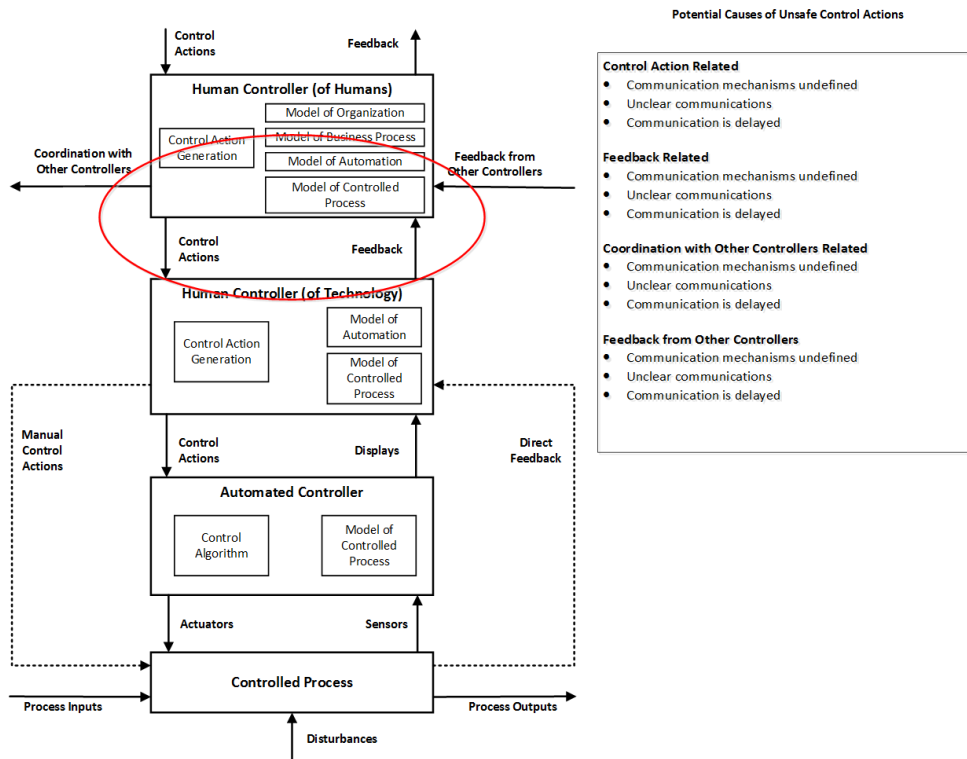 Potential Causes of Unsafe Control Actions
Control
Actions
Feedback
Human Controller (of Humans)
Model of Organization
Control Action
Generation
Model of Business Process
Model of Automation
Model of Controlled
Process
Coordination with
Other Controllers
Feedback from
Other Controllers
Control
Actions
Feedback
Human Controller (of Technology)
Control Action
Generation
Model of
Automation
Model of
Controlled
Process
Manual
Control
Actions
Control
Actions
Displays
Direct
Feedback
Automated Controller
Control
Algorithm
Model of
Controlled
Process
Actuators
Sensors
Controlled Process
Process Inputs
Process Outputs
Disturbances
Control Action Related
• Communication mechanisms undefined
• Unclear communications
• Communication is delayed
Feedback Related
• Communication mechanisms undefined
• Unclear communications
• Communication is delayed
Coordination with Other Controllers Related
• Communication mechanisms undefined
• Unclear communications
• Communication is delayed
Feedback from Other Controllers
• Communication mechanisms undefined
• Unclear communications
• Communication is delayed